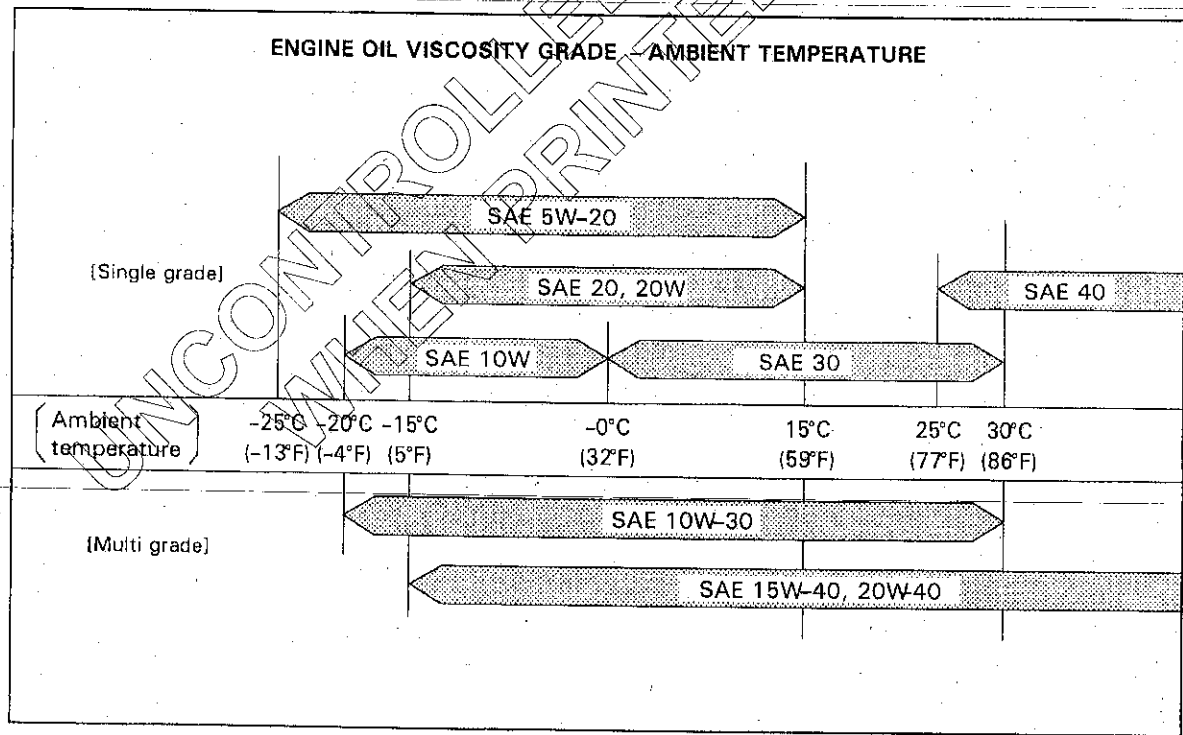 ENGINE OIL VISCOSITY GRADE – AMBIENT TEMPERATURE
SAE 5W–20
[Single grade]
SAE 20, 20W
SAE 40
SAE 10W
SAE 30
Ambient temperature
-25°C -20°C -15°C -0°C 15°C 25°C 30°C
(-13°F) (-4°F) (5°F) (32°F) (59°F) (77°F) (86°F)
SAE 10W–30
[Multi grade]
SAE 15W–40, 20W-40
UNCONTROLLED
WHEN PRINTED